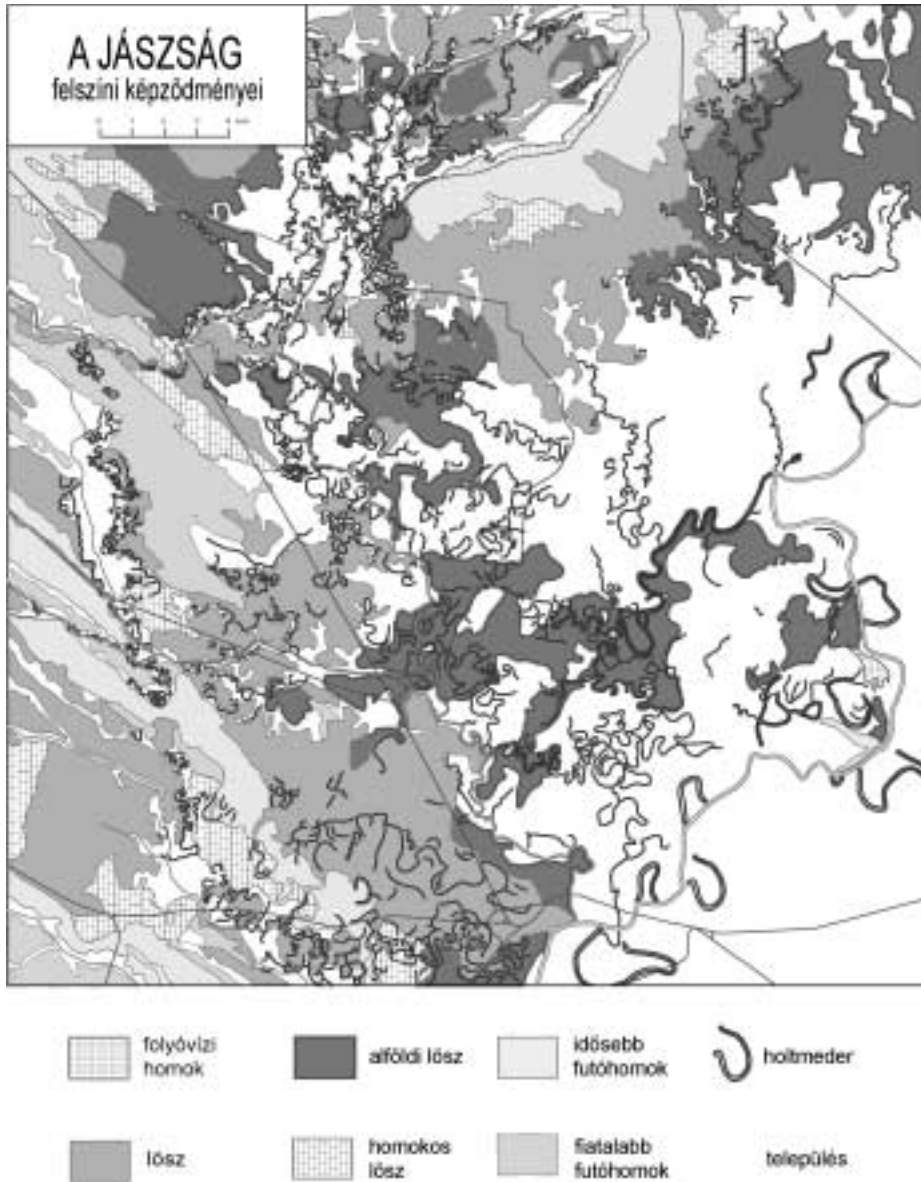 A JÁSZSÁG
felszíni képződményei
folyóvízi
homok
alföldi lösz
idősebb
futóhomok
holtmeder
lösz
homokos
lösz
fiatalabb
futóhomok
település